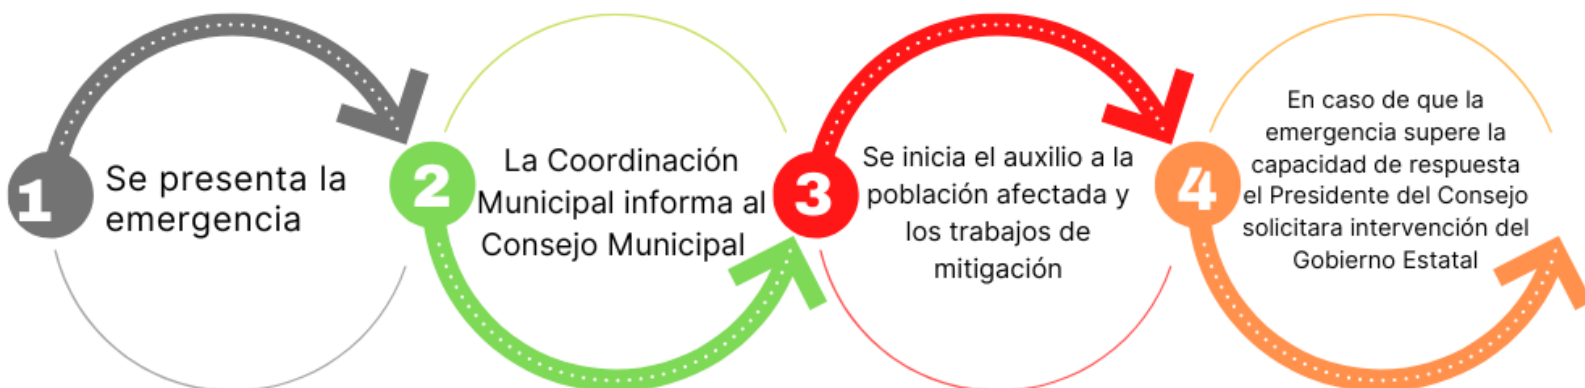 1
Se presenta la
emergencia
2
La Coordinación
Municipal informa al
Consejo Municipal
3
Se inicia el auxilio a la
población afectada y
los trabajos de
mitigación
4
En caso de que la
emergencia supere la
capacidad de respuesta
el Presidente del Consejo
solicitara intervención del
Gobierno Estatal